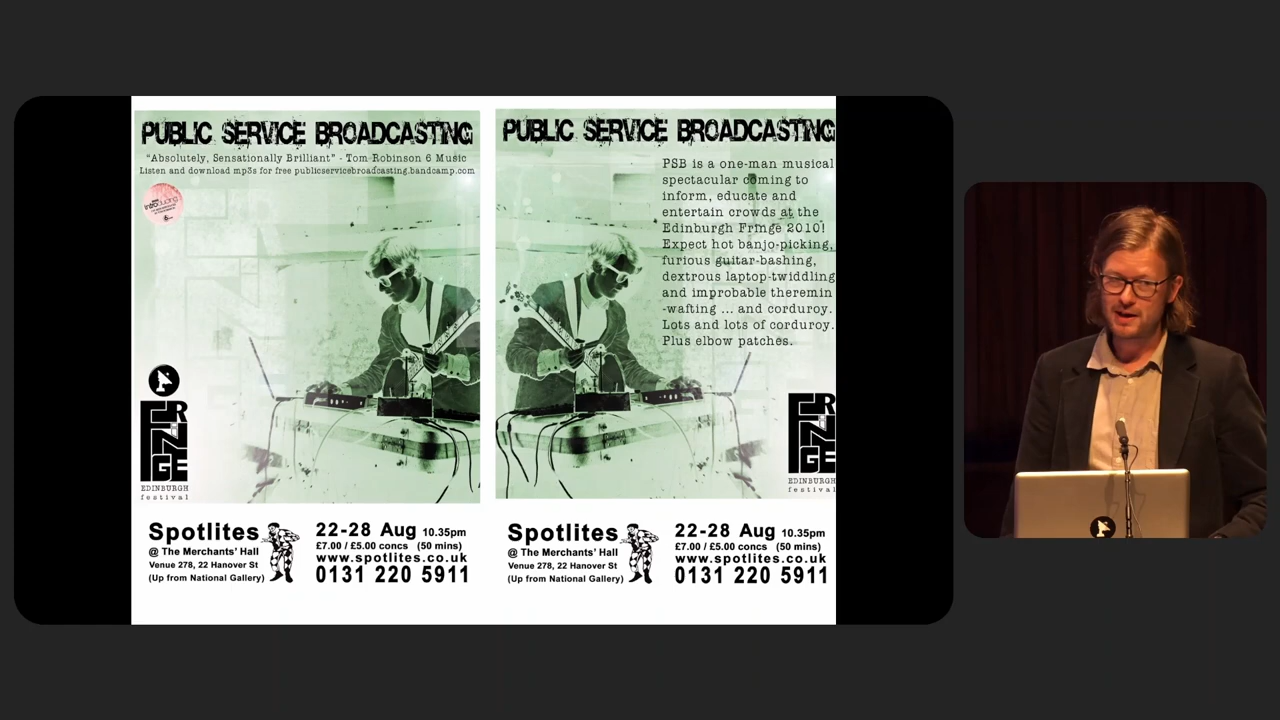 PUBLIC SERVICE BROADCASTING
"Absolutely, Sensationally Brilliant" - Tom Robinson 6 Music
Listen and download mp3s for free publicservicebroadcasting.bandcamp.com
introducing
FRINGE
EDINBURGH
festival
Spotlites
@ The Merchants' Hall
Venue 278, 22 Hanover St
(Up from National Gallery)
22-28 Aug 10.35pm
£7.00 / £5.00 concs (50 mins)
www.spotlites.co.uk
0131 220 5911
PUBLIC SERVICE BROADCASTING
PSB is a one-man musical
spectacular coming to
inform, educate and
entertain crowds at the
Edinburgh Fringe 2010!
Expect hot banjo-picking,
furious guitar-bashing,
dextrous laptop-twiddling
and improbable theremin
-wafting ... and corduroy.
Lots and lots of corduroy.
Plus elbow patches.
FRINGE
EDINBURGH
festival
Spotlites
@ The Merchants' Hall
Venue 278, 22 Hanover St
(Up from National Gallery)
22-28 Aug 10.35pm
£7.00 / £5.00 concs (50 mins)
www.spotlites.co.uk
0131 220 5911